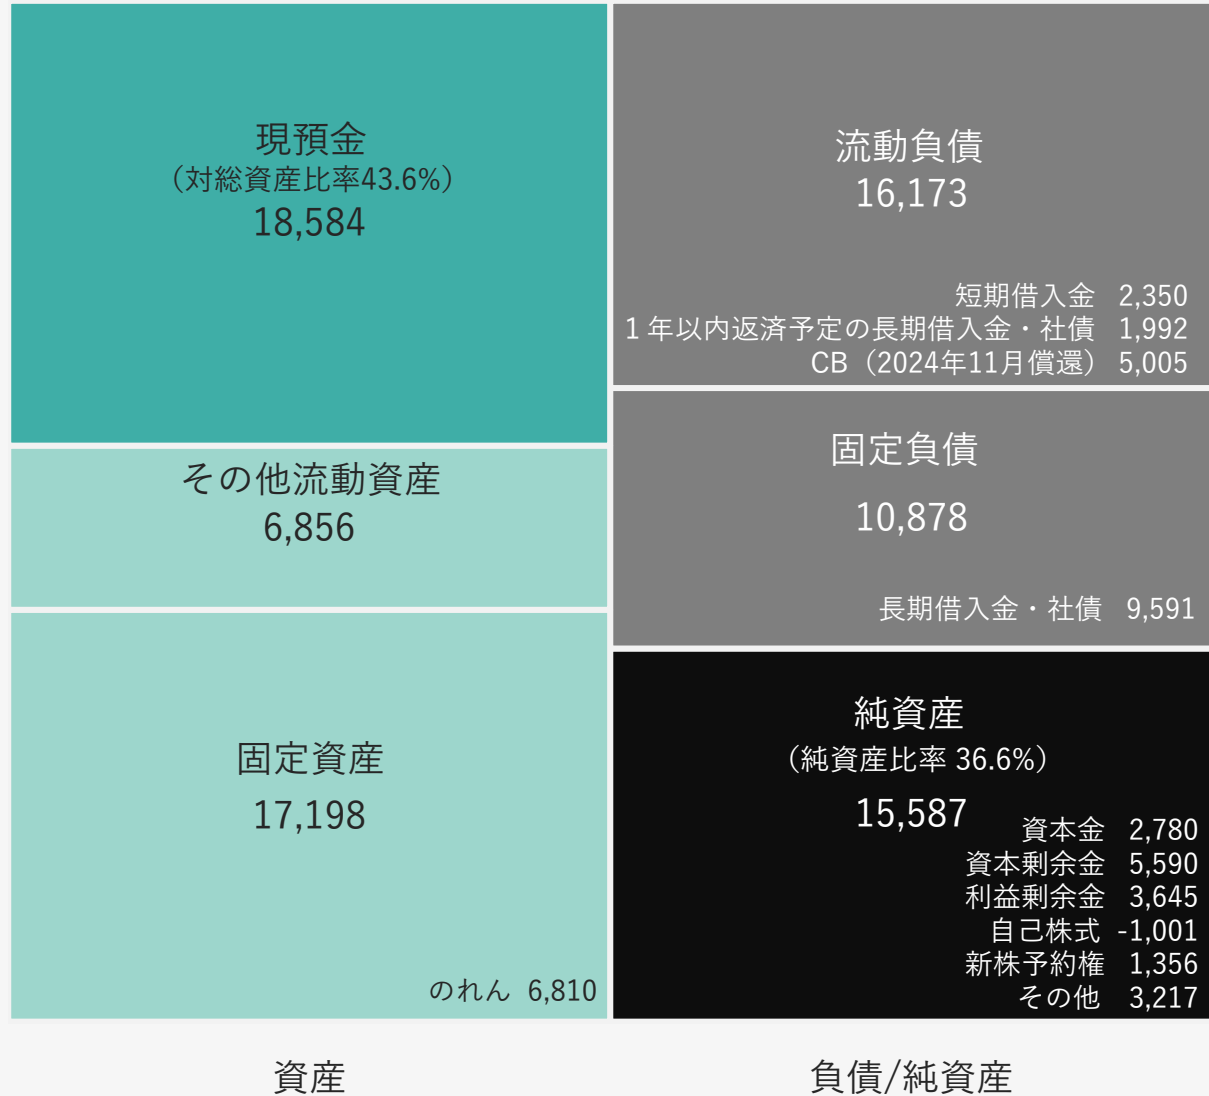 現預金
（対総資産比率43.6%）
18,584
その他流動資産
6,856
固定資産
17,198
のれん 6,810
資産
流動負債
16,173
短期借入金 2,350
１年以内返済予定の長期借入金・社債 1,992
CB（2024年11月償還） 5,005
固定負債
10,878
長期借入金・社債 9,591
純資産
（純資産比率 36.6%）
15,587
資本金 2,780
資本剰余金 5,590
利益剰余金 3,645
自己株式 -1,001
新株予約権 1,356
その他 3,217
負債/純資産